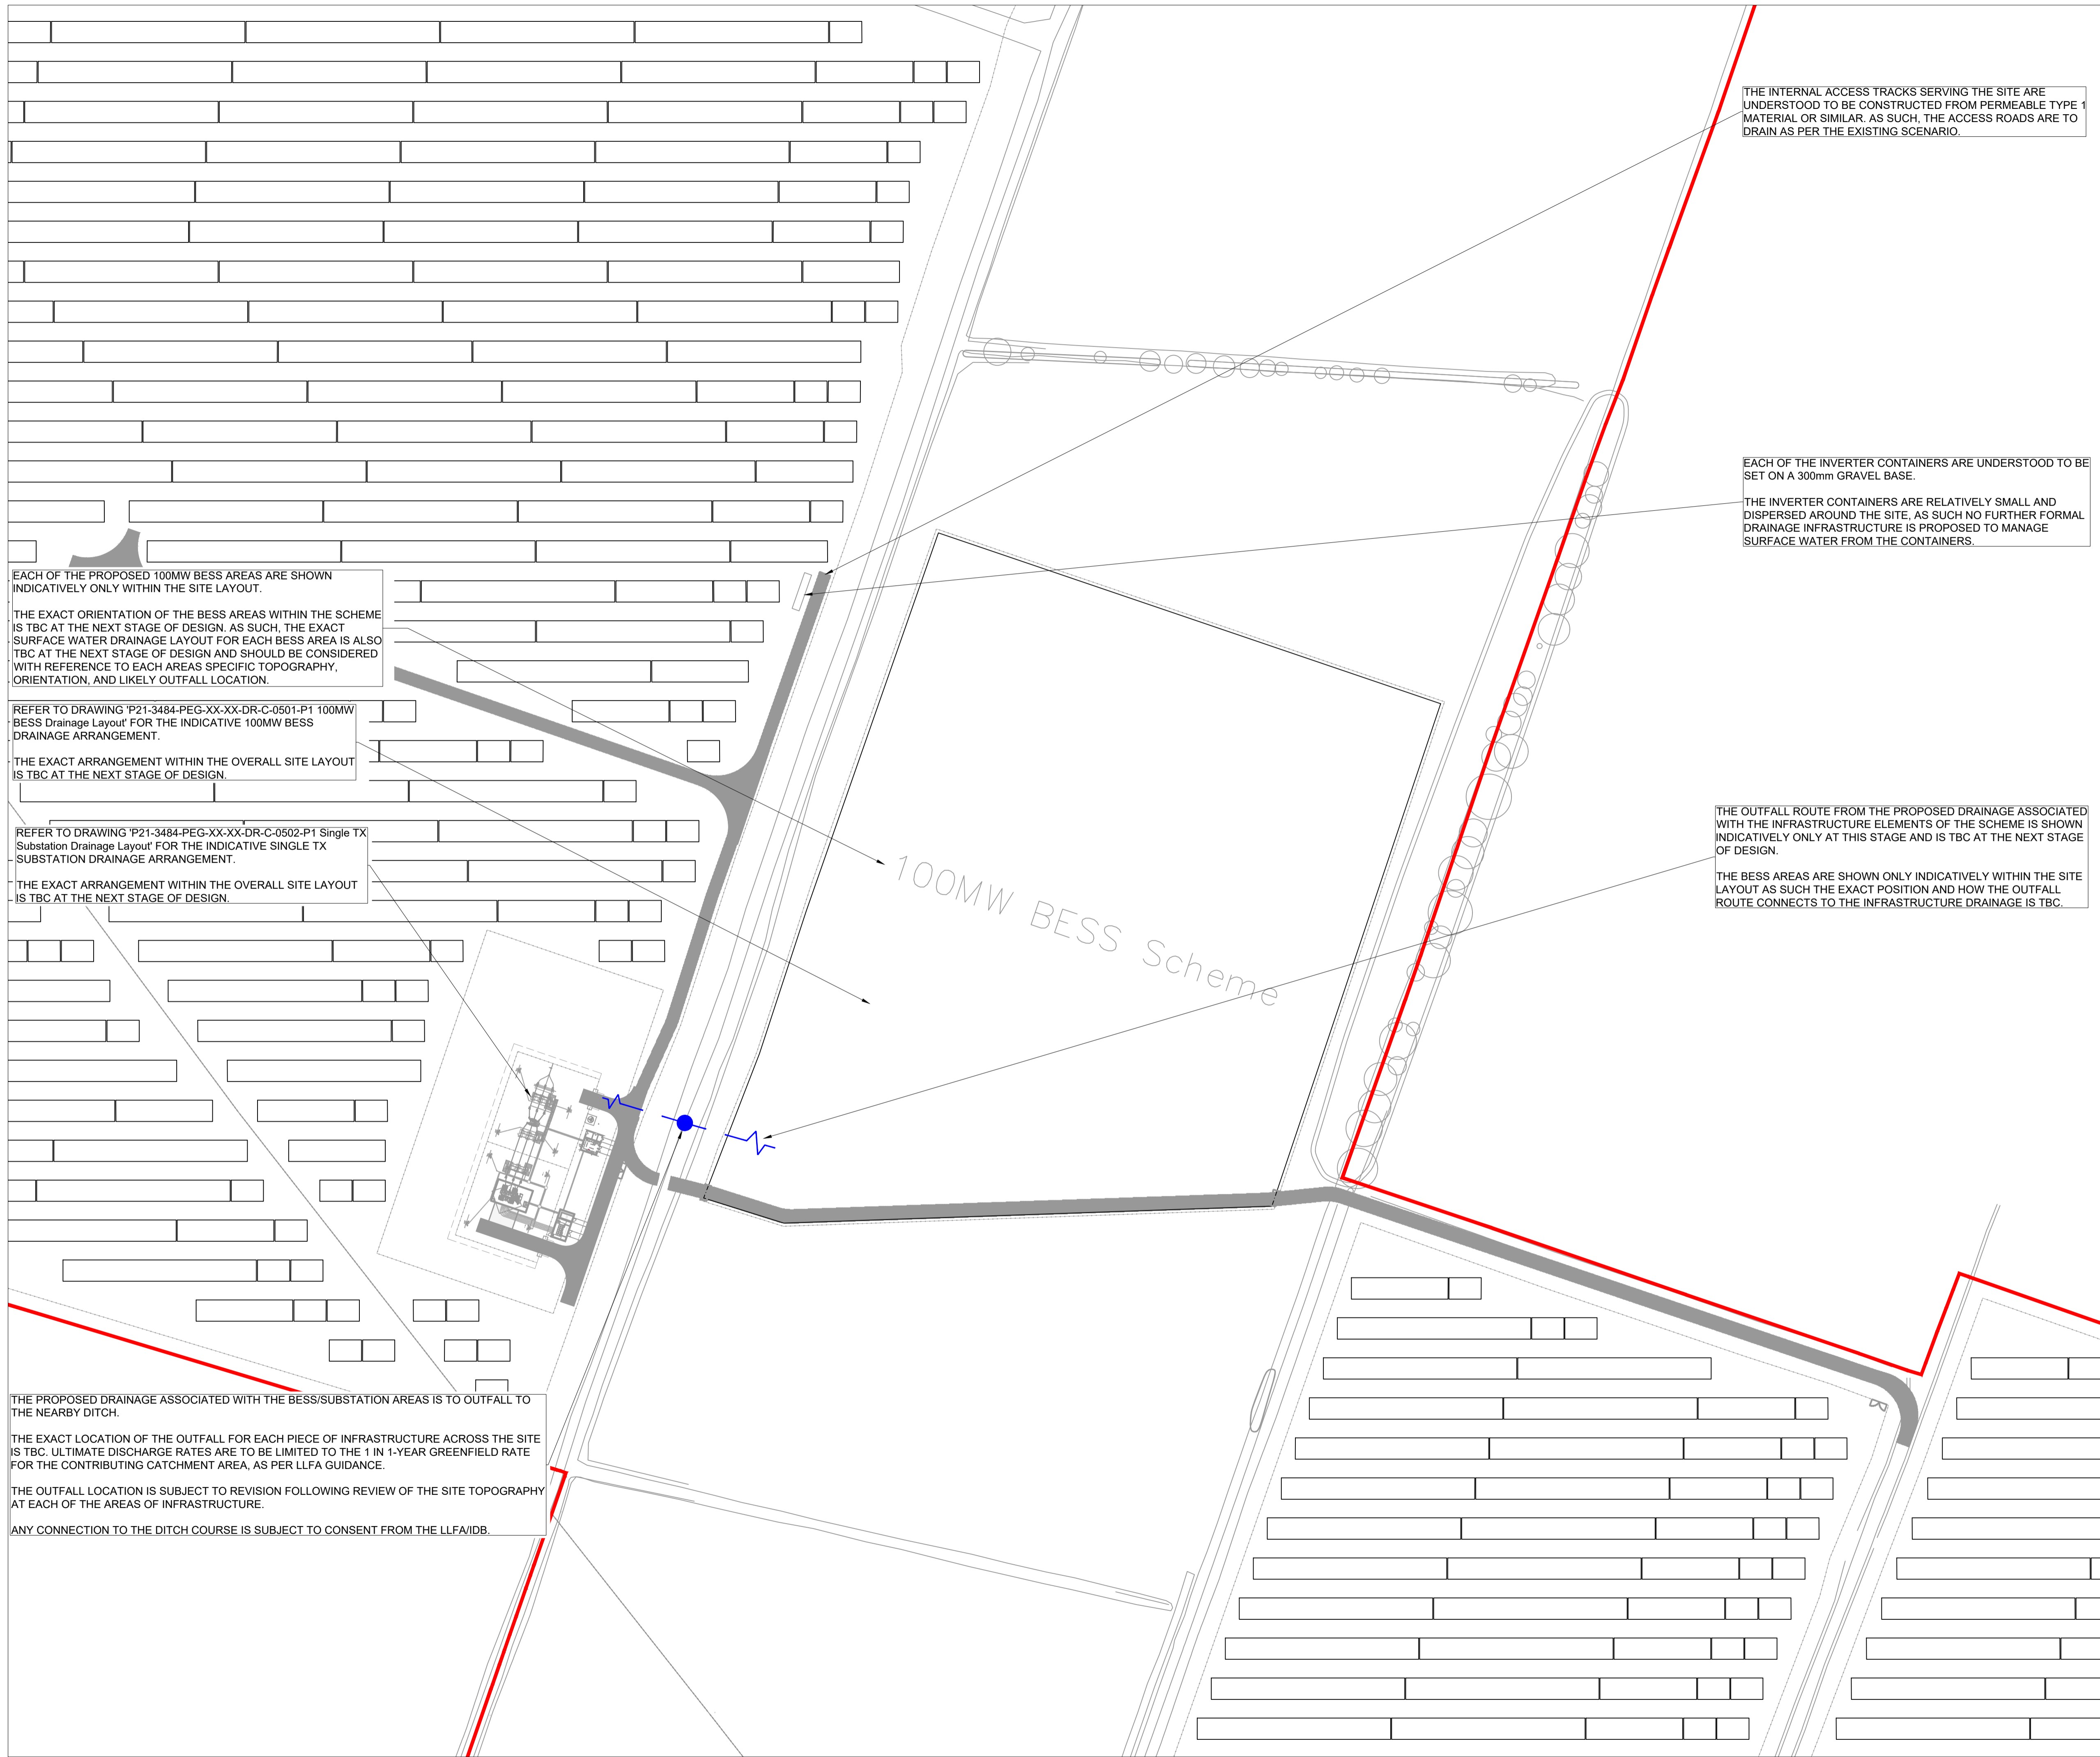 THE INTERNAL ACCESS TRACKS SERVING THE SITE ARE
UNDERSTOOD TO BE CONSTRUCTED FROM PERMEABLE TYPE 1
MATERIAL OR SIMILAR. AS SUCH, THE ACCESS ROADS ARE TO
DRAIN AS PER THE EXISTING SCENARIO.
EACH OF THE INVERTER CONTAINERS ARE UNDERSTOOD TO BE
SET ON A 300mm GRAVEL BASE.
THE INVERTER CONTAINERS ARE RELATIVELY SMALL AND
DISPERSED AROUND THE SITE, AS SUCH NO FURTHER FORMAL
DRAINAGE INFRASTRUCTURE IS PROPOSED TO MANAGE
SURFACE WATER FROM THE CONTAINERS.
EACH OF THE PROPOSED 100MW BESS AREAS ARE SHOWN
INDICATIVELY ONLY WITHIN THE SITE LAYOUT.
THE EXACT ORIENTATION OF THE BESS AREAS WITHIN THE SCHEME
IS TBC AT THE NEXT STAGE OF DESIGN. AS SUCH, THE EXACT
SURFACE WATER DRAINAGE LAYOUT FOR EACH BESS AREA IS ALSO
TBC AT THE NEXT STAGE OF DESIGN AND SHOULD BE CONSIDERED
WITH REFERENCE TO EACH AREAS SPECIFIC TOPOGRAPHY,
ORIENTATION, AND LIKELY OUTFALL LOCATION.
REFER TO DRAWING 'P21-3484-PEG-XX-XX-DR-C-0501-P1 100MW
BESS Drainage Layout' FOR THE INDICATIVE 100MW BESS
DRAINAGE ARRANGEMENT.
THE EXACT ARRANGEMENT WITHIN THE OVERALL SITE LAYOUT
IS TBC AT THE NEXT STAGE OF DESIGN.
REFER TO DRAWING 'P21-3484-PEG-XX-XX-DR-C-0502-P1 Single TX
Substation Drainage Layout' FOR THE INDICATIVE SINGLE TX
SUBSTATION DRAINAGE ARRANGEMENT.
THE EXACT ARRANGEMENT WITHIN THE OVERALL SITE LAYOUT
IS TBC AT THE NEXT STAGE OF DESIGN.
100MW BESS Scheme
THE OUTFALL ROUTE FROM THE PROPOSED DRAINAGE ASSOCIATED
WITH THE INFRASTRUCTURE ELEMENTS OF THE SCHEME IS SHOWN
INDICATIVELY ONLY AT THIS STAGE AND IS TBC AT THE NEXT STAGE
OF DESIGN.
THE BESS AREAS ARE SHOWN ONLY INDICATIVELY WITHIN THE SITE
LAYOUT AS SUCH THE EXACT POSITION AND HOW THE OUTFALL
ROUTE CONNECTS TO THE INFRASTRUCTURE DRAINAGE IS TBC.
THE PROPOSED DRAINAGE ASSOCIATED WITH THE BESS/SUBSTATION AREAS IS TO OUTFALL TO
THE NEARBY DITCH.
THE EXACT LOCATION OF THE OUTFALL FOR EACH PIECE OF INFRASTRUCTURE ACROSS THE SITE
IS TBC. ULTIMATE DISCHARGE RATES ARE TO BE LIMITED TO THE 1 IN 1-YEAR GREENFIELD RATE
FOR THE CONTRIBUTING CATCHMENT AREA, AS PER LLFA GUIDANCE.
THE OUTFALL LOCATION IS SUBJECT TO REVISION FOLLOWING REVIEW OF THE SITE TOPOGRAPHY
AT EACH OF THE AREAS OF INFRASTRUCTURE.
ANY CONNECTION TO THE DITCH COURSE IS SUBJECT TO CONSENT FROM THE LLFA/IDB.